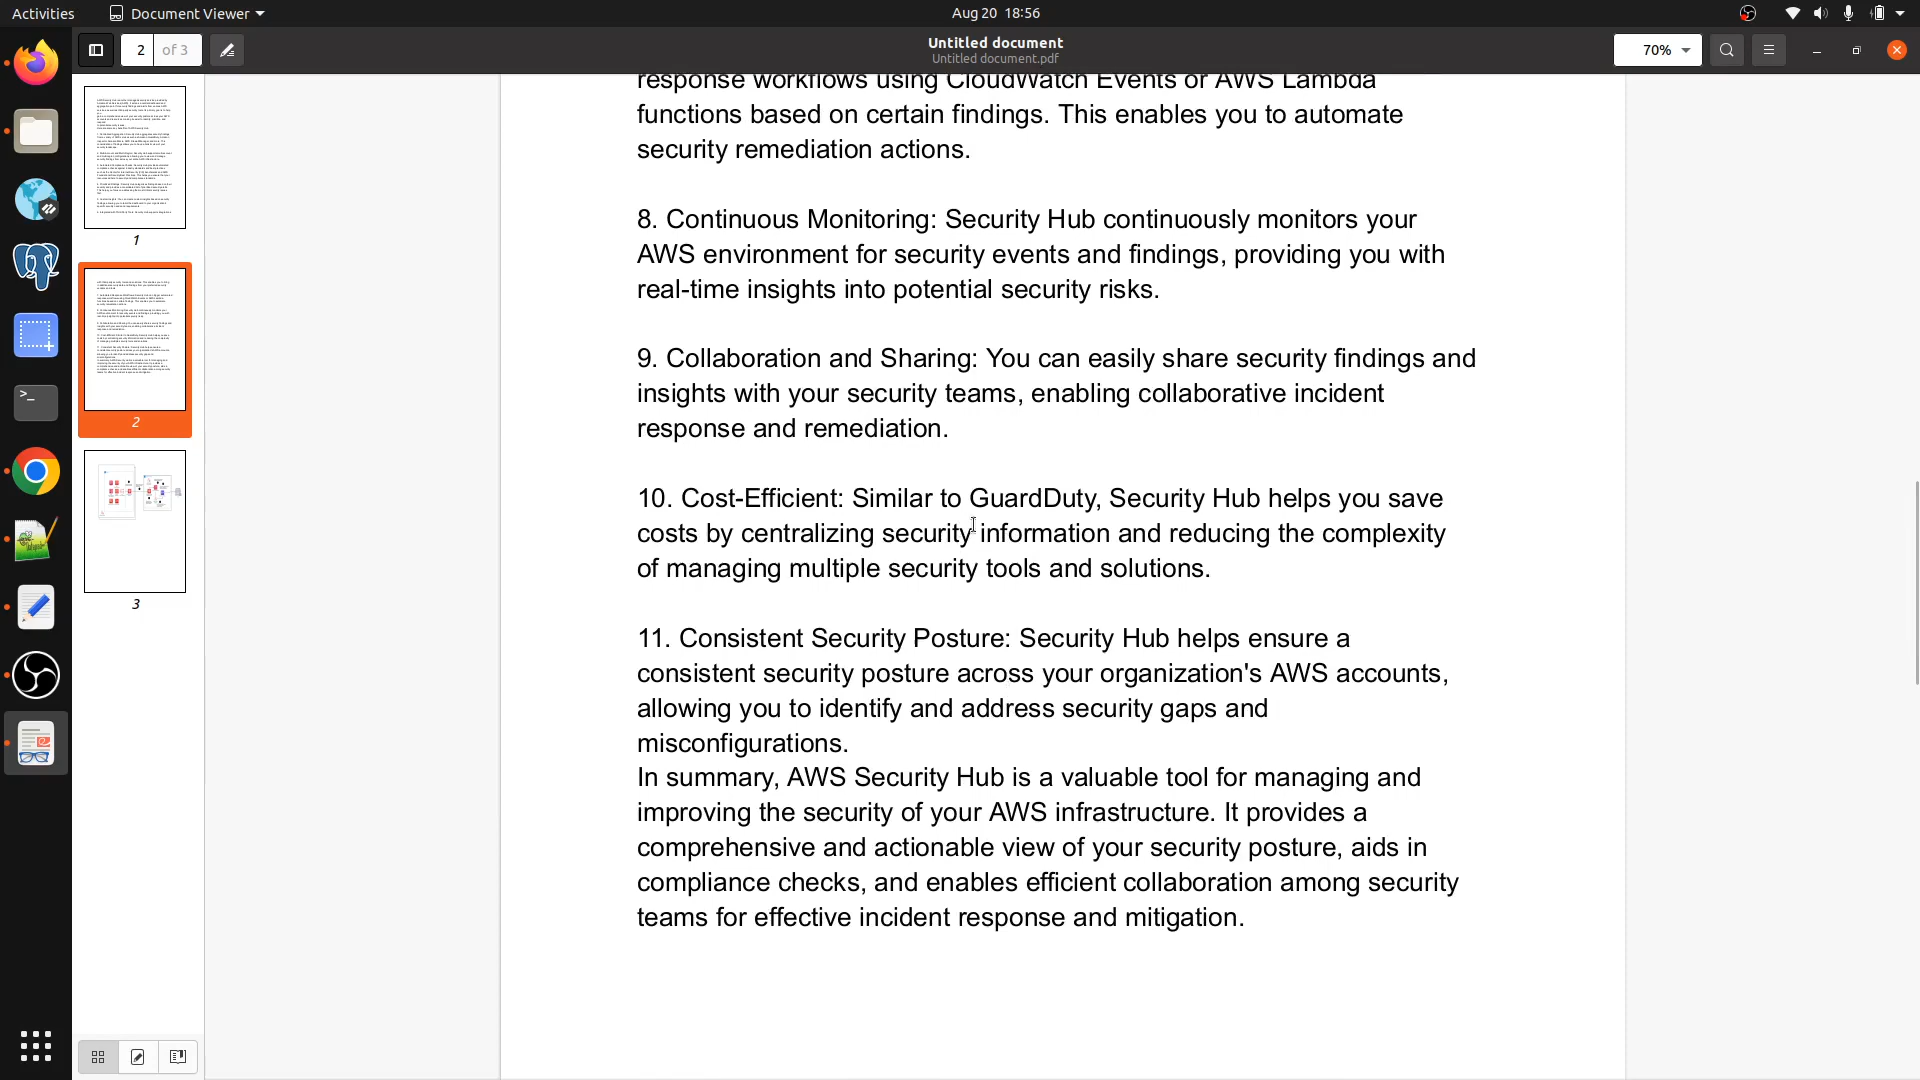 Activities
Document Viewer
Aug 20 18:56
2 of 3
Untitled document
Untitled document.pdf
70%
1
2
3
response workflows using CloudWatch Events or AWS Lambda
functions based on certain findings. This enables you to automate
security remediation actions.
8. Continuous Monitoring: Security Hub continuously monitors your
AWS environment for security events and findings, providing you with
real-time insights into potential security risks.
9. Collaboration and Sharing: You can easily share security findings and
insights with your security teams, enabling collaborative incident
response and remediation.
10. Cost-Efficient: Similar to GuardDuty, Security Hub helps you save
costs by centralizing security information and reducing the complexity
of managing multiple security tools and solutions.
11. Consistent Security Posture: Security Hub helps ensure a
consistent security posture across your organization's AWS accounts,
allowing you to identify and address security gaps and
misconfigurations.
In summary, AWS Security Hub is a valuable tool for managing and
improving the security of your AWS infrastructure. It provides a
comprehensive and actionable view of your security posture, aids in
compliance checks, and enables efficient collaboration among security
teams for effective incident response and mitigation.